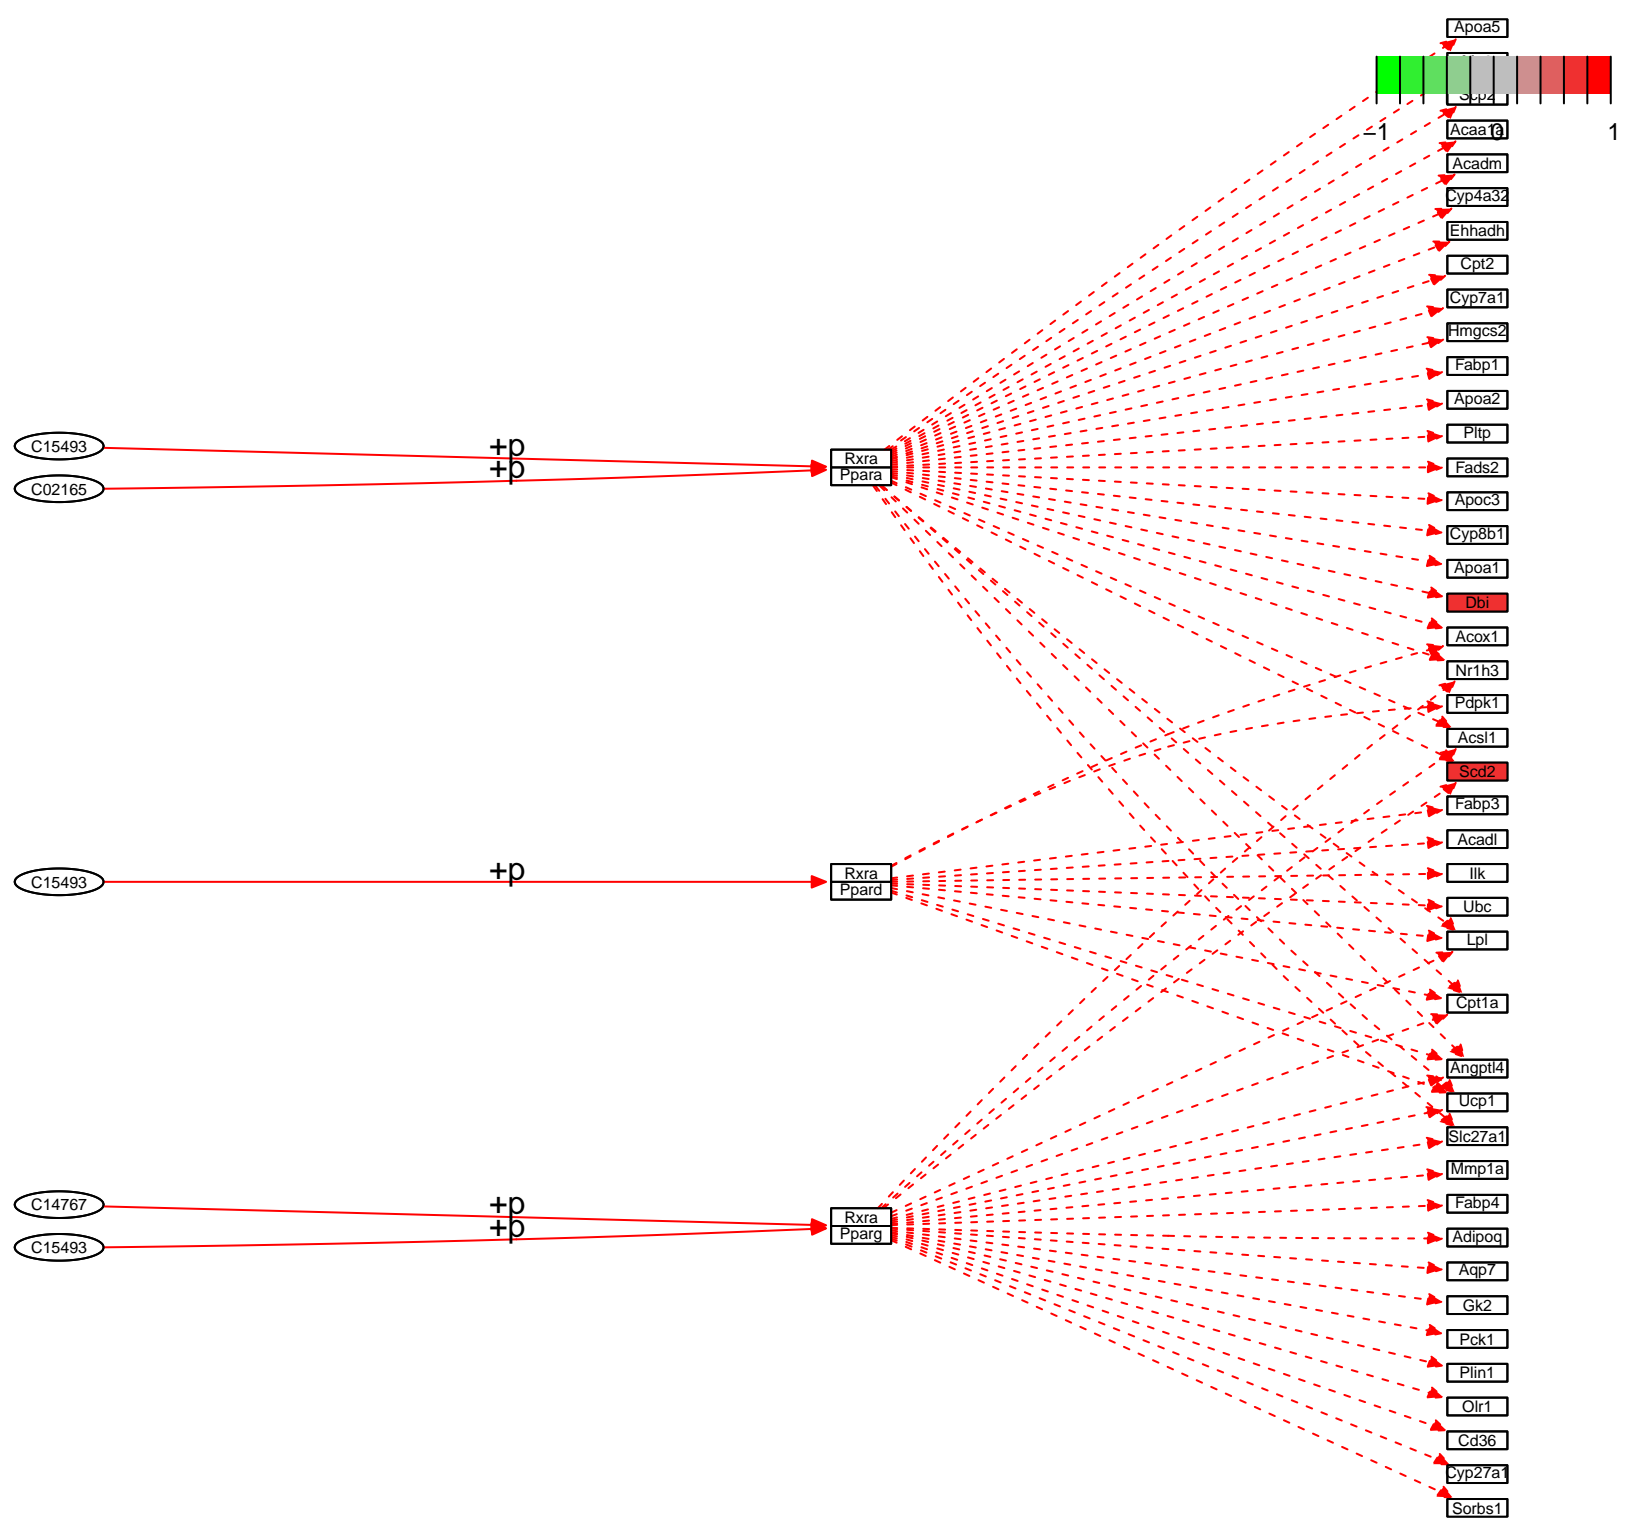 Apoa5
Scp2
Acaa1a
−1
0
1
Acadm
Cyp4a32
Ehhadh
Cpt2
Cyp7a1
Hmgcs2
Fabp1
Apoa2
Pltp
Fads2
Apoc3
Cyp8b1
Apoa1
Dbi
Acox1
Nr1h3
Pdpk1
Acsl1
Scd2
Fabp3
Acadl
Ilk
Ubc
Lpl
Cpt1a
Angptl4
Ucp1
Slc27a1
Mmp1a
Fabp4
Adipoq
Aqp7
Gk2
Pck1
Plin1
Olr1
Cd36
Cyp27a1
Sorbs1
C15493
+p
C02165
+p
Rxra
Ppara
C15493
+p
Rxra
Ppard
C14767
+p
C15493
+p
Rxra
Pparg